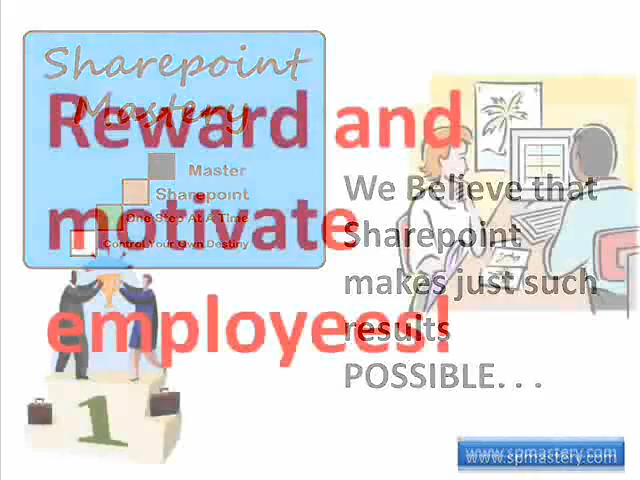 Sharepoint
Mastery
Master
Sharepoint
One Step At A Time
Control Your Own Destiny
Reward and
motivate
employees!
We Believe that
Sharepoint
makes just such
results
POSSIBLE. . .
1
www.spmastery.com